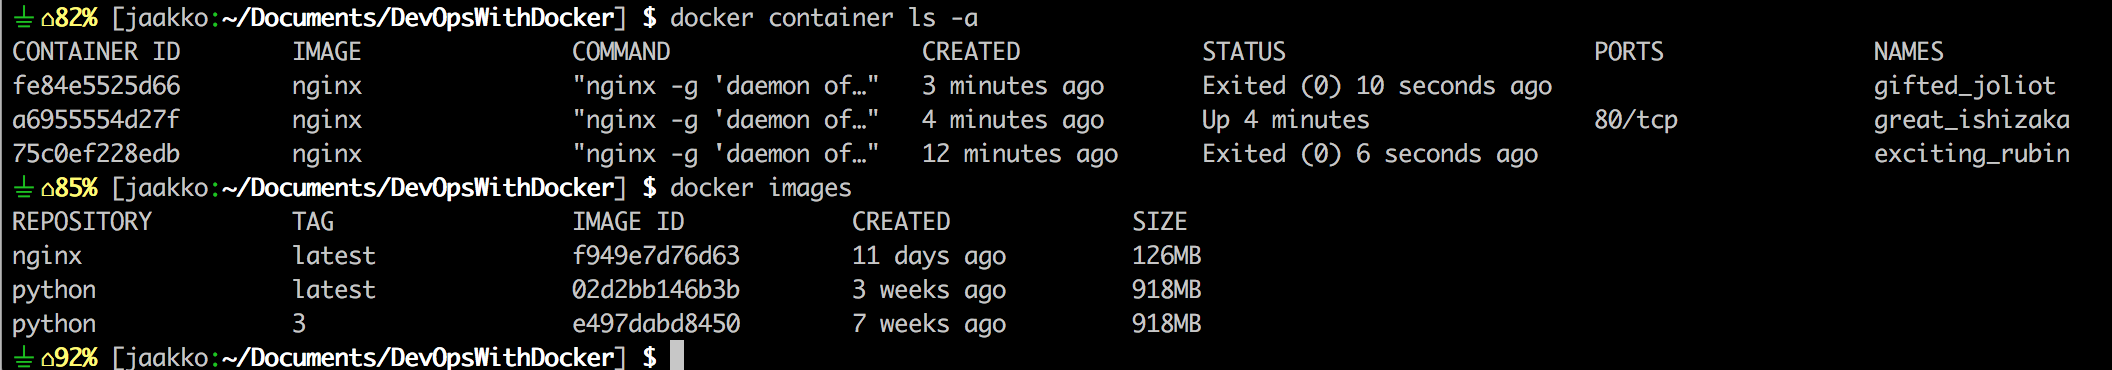 ⏚ ⌂82% [jaakko:~/Documents/DevOpsWithDocker] $ docker container ls -a
CONTAINER ID IMAGE COMMAND CREATED STATUS PORTS NAMES
fe84e5525d66 nginx "nginx -g 'daemon of…" 3 minutes ago Exited (0) 10 seconds ago gifted_joliot
a6955554d27f nginx "nginx -g 'daemon of…" 4 minutes ago Up 4 minutes 80/tcp great_ishizaka
75c0ef228edb nginx "nginx -g 'daemon of…" 12 minutes ago Exited (0) 6 seconds ago exciting_rubin
⏚ ⌂85% [jaakko:~/Documents/DevOpsWithDocker] $ docker images
REPOSITORY TAG IMAGE ID CREATED SIZE
nginx latest f949e7d76d63 11 days ago 126MB
python latest 02d2bb146b3b 3 weeks ago 918MB
python 3 e497dabd8450 7 weeks ago 918MB
⏚ ⌂92% [jaakko:~/Documents/DevOpsWithDocker] $